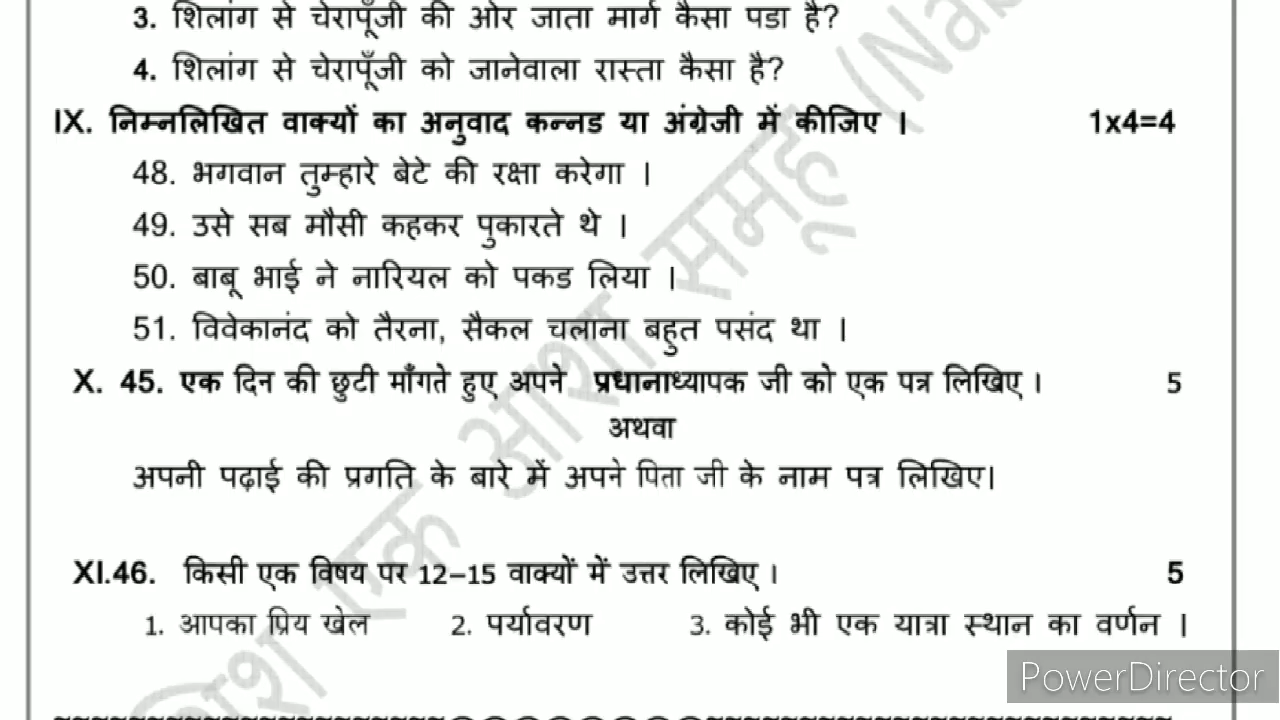 3. शिलांग से चेरापूँजी की ओर जाता मार्ग कैसा पडा है?
4. शिलांग से चेरापूँजी को जानेवाला रास्ता कैसा है?
IX. निम्नलिखित वाक्यों का अनुवाद कन्नड या अंग्रेजी में कीजिए । 1x4=4
48. भगवान तुम्हारे बेटे की रक्षा करेगा ।
49. उसे सब मौसी कहकर पुकारते थे ।
50. बाबू भाई ने नारियल को पकड लिया ।
51. विवेकानंद को तैरना, सैकल चलाना बहुत पसंद था ।
X. 45. एक दिन की छुटी माँगते हुए अपने प्रधानाध्यापक जी को एक पत्र लिखिए । 5
अथवा
अपनी पढ़ाई की प्रगति के बारे में अपने पिता जी के नाम पत्र लिखिए।
XI.46. किसी एक विषय पर 12–15 वाक्यों में उत्तर लिखिए । 5
1. आपका प्रिय खेल 2. पर्यावरण 3. कोई भी एक यात्रा स्थान का वर्णन ।
एक आशा समूह
PowerDirector